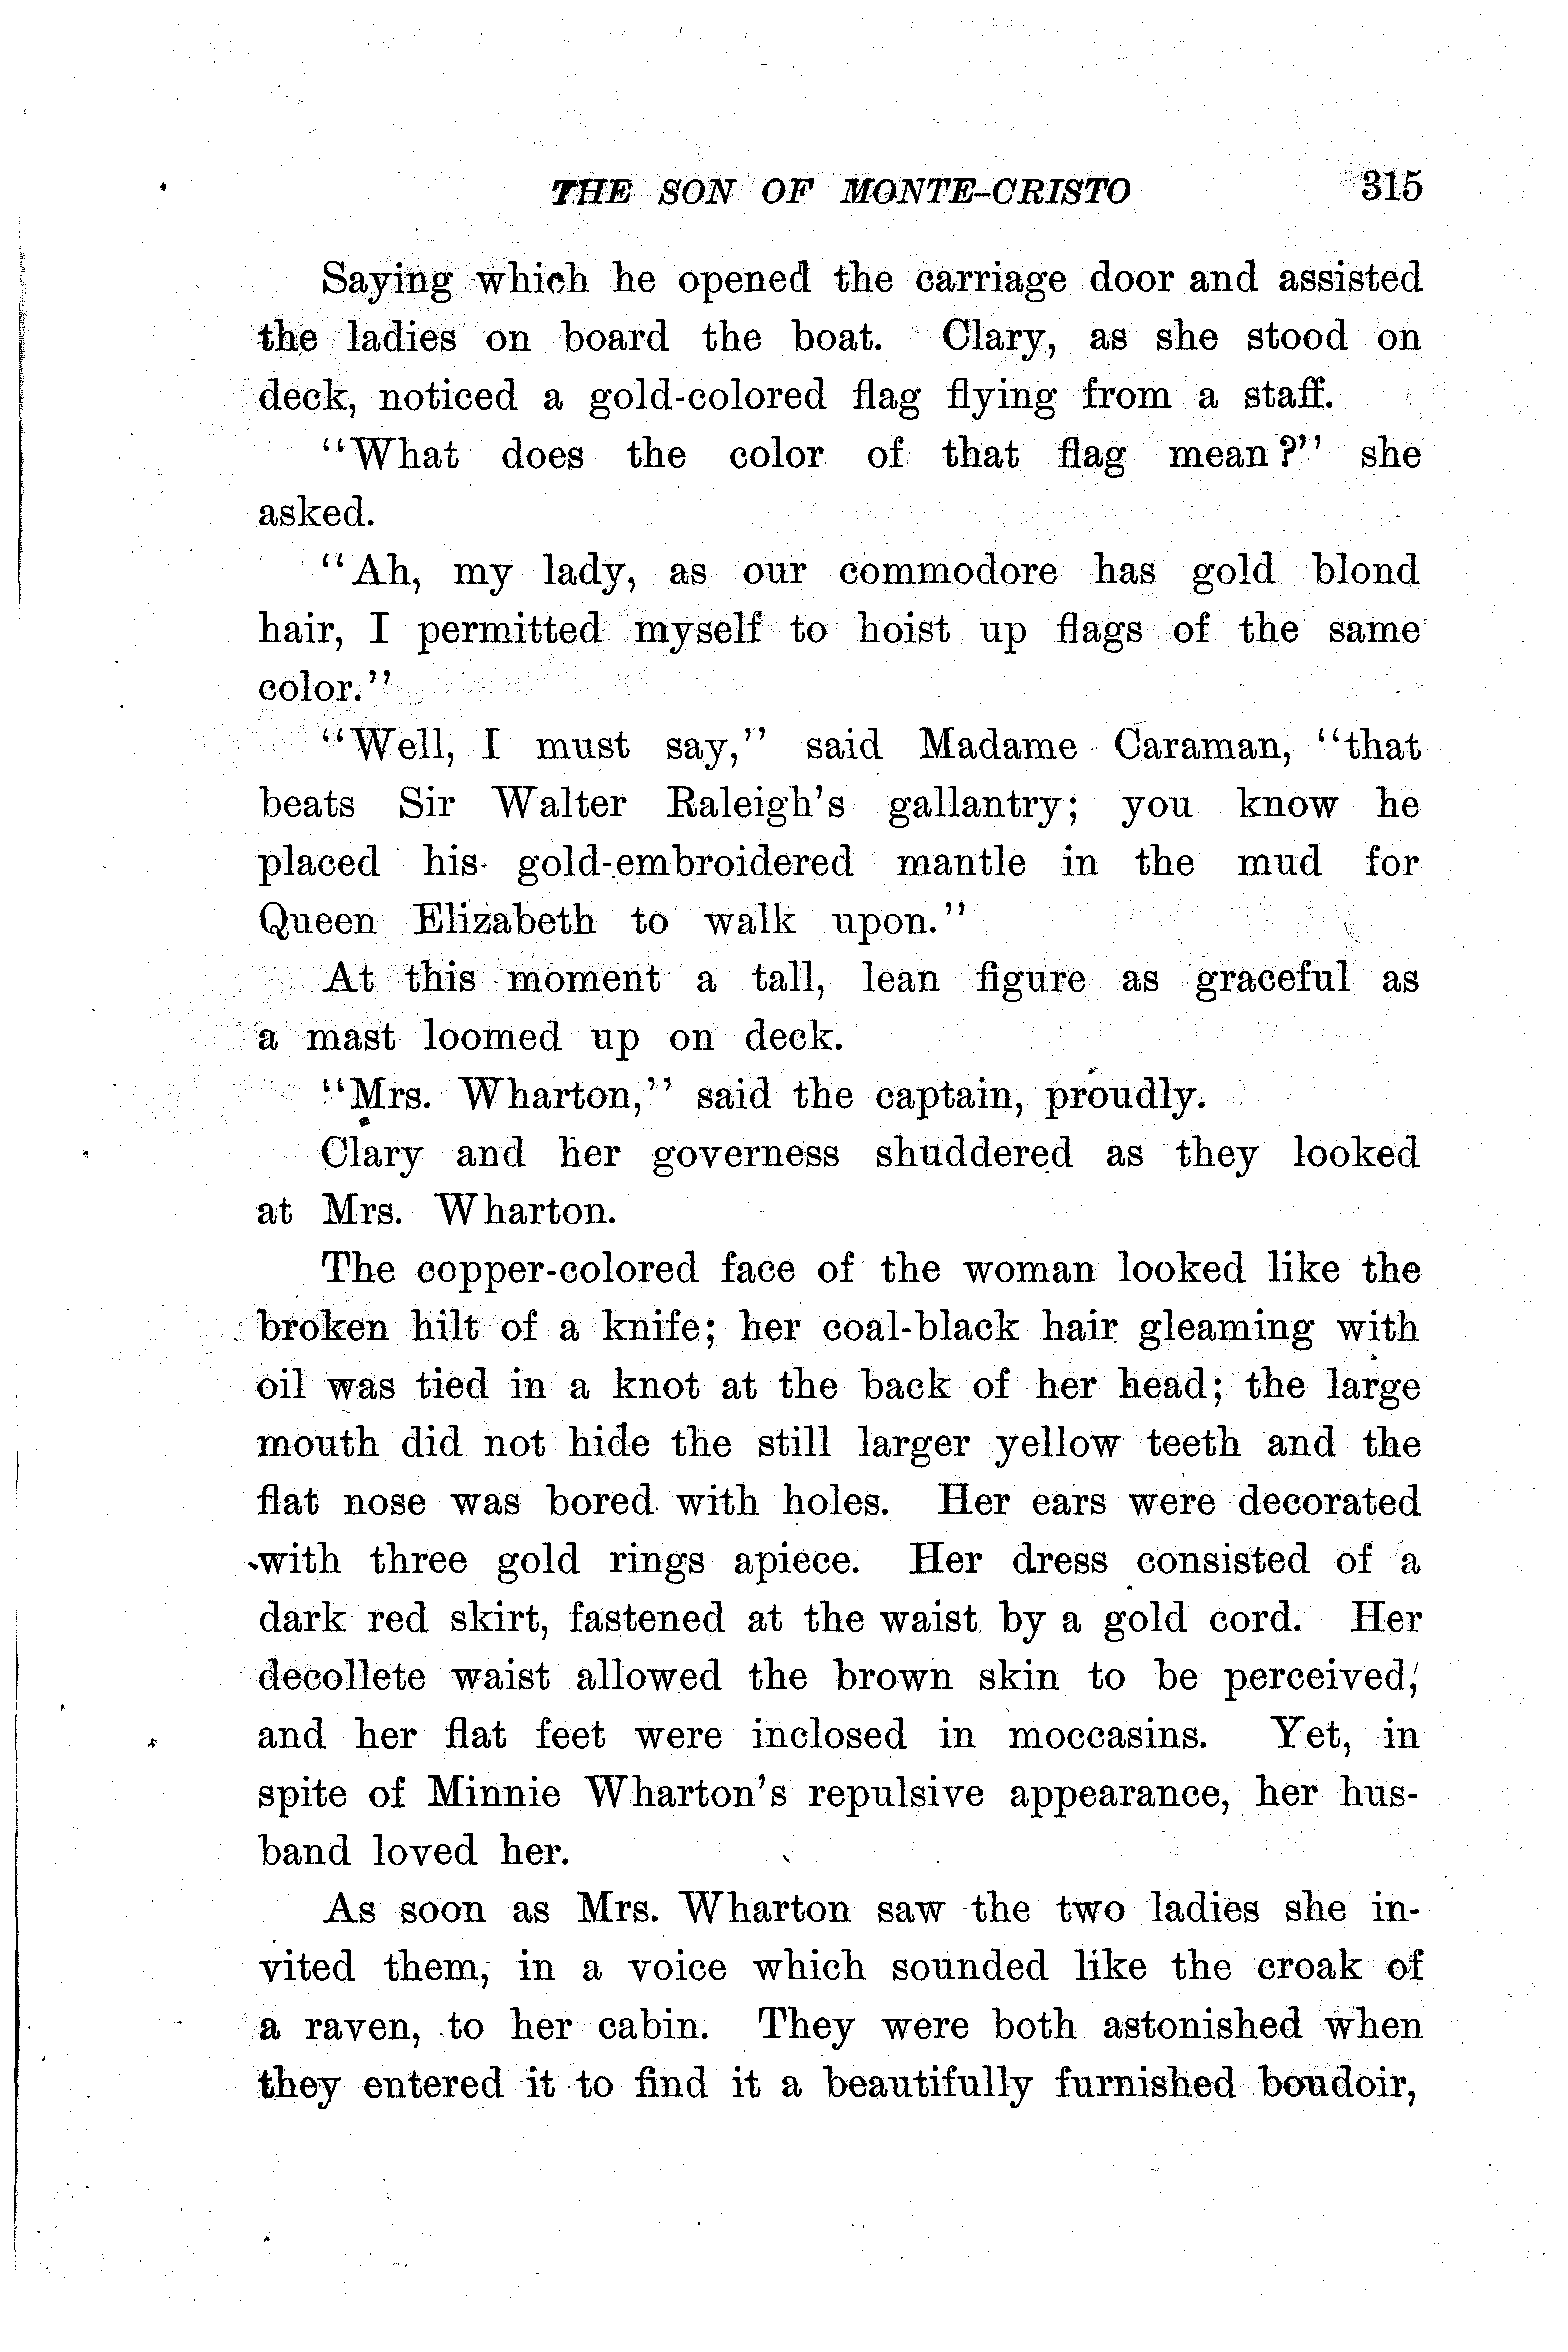 THE SON OF MONTE-CRISTO 315
Saying which he opened the carriage door and assisted
the ladies on board the boat. Clary, as she stood on
deck, noticed a gold-colored flag flying from a staff.
"What does the color of that flag mean?" she
asked.
"Ah, my lady, as our commodore has gold blond
hair, I permitted myself to hoist up flags of the same
color."
"Well, I must say," said Madame Caraman, "that
beats Sir Walter Raleigh's gallantry; you know he
placed his gold-embroidered mantle in the mud for
Queen Elizabeth to walk upon."
At this moment a tall, lean figure as graceful as
a mast loomed up on deck.
"Mrs. Wharton," said the captain, proudly.
Clary and her governess shuddered as they looked
at Mrs. Wharton.
The copper-colored face of the woman looked like the
broken hilt of a knife; her coal-black hair gleaming with
oil was tied in a knot at the back of her head; the large
mouth did not hide the still larger yellow teeth and the
flat nose was bored with holes. Her ears were decorated
with three gold rings apiece. Her dress consisted of a
dark red skirt, fastened at the waist by a gold cord. Her
decollete waist allowed the brown skin to be perceived,
and her flat feet were inclosed in moccasins. Yet, in
spite of Minnie Wharton's repulsive appearance, her hus-
band loved her.
As soon as Mrs. Wharton saw the two ladies she in-
vited them, in a voice which sounded like the croak of
a raven, to her cabin. They were both astonished when
they entered it to find it a beautifully furnished boudoir,